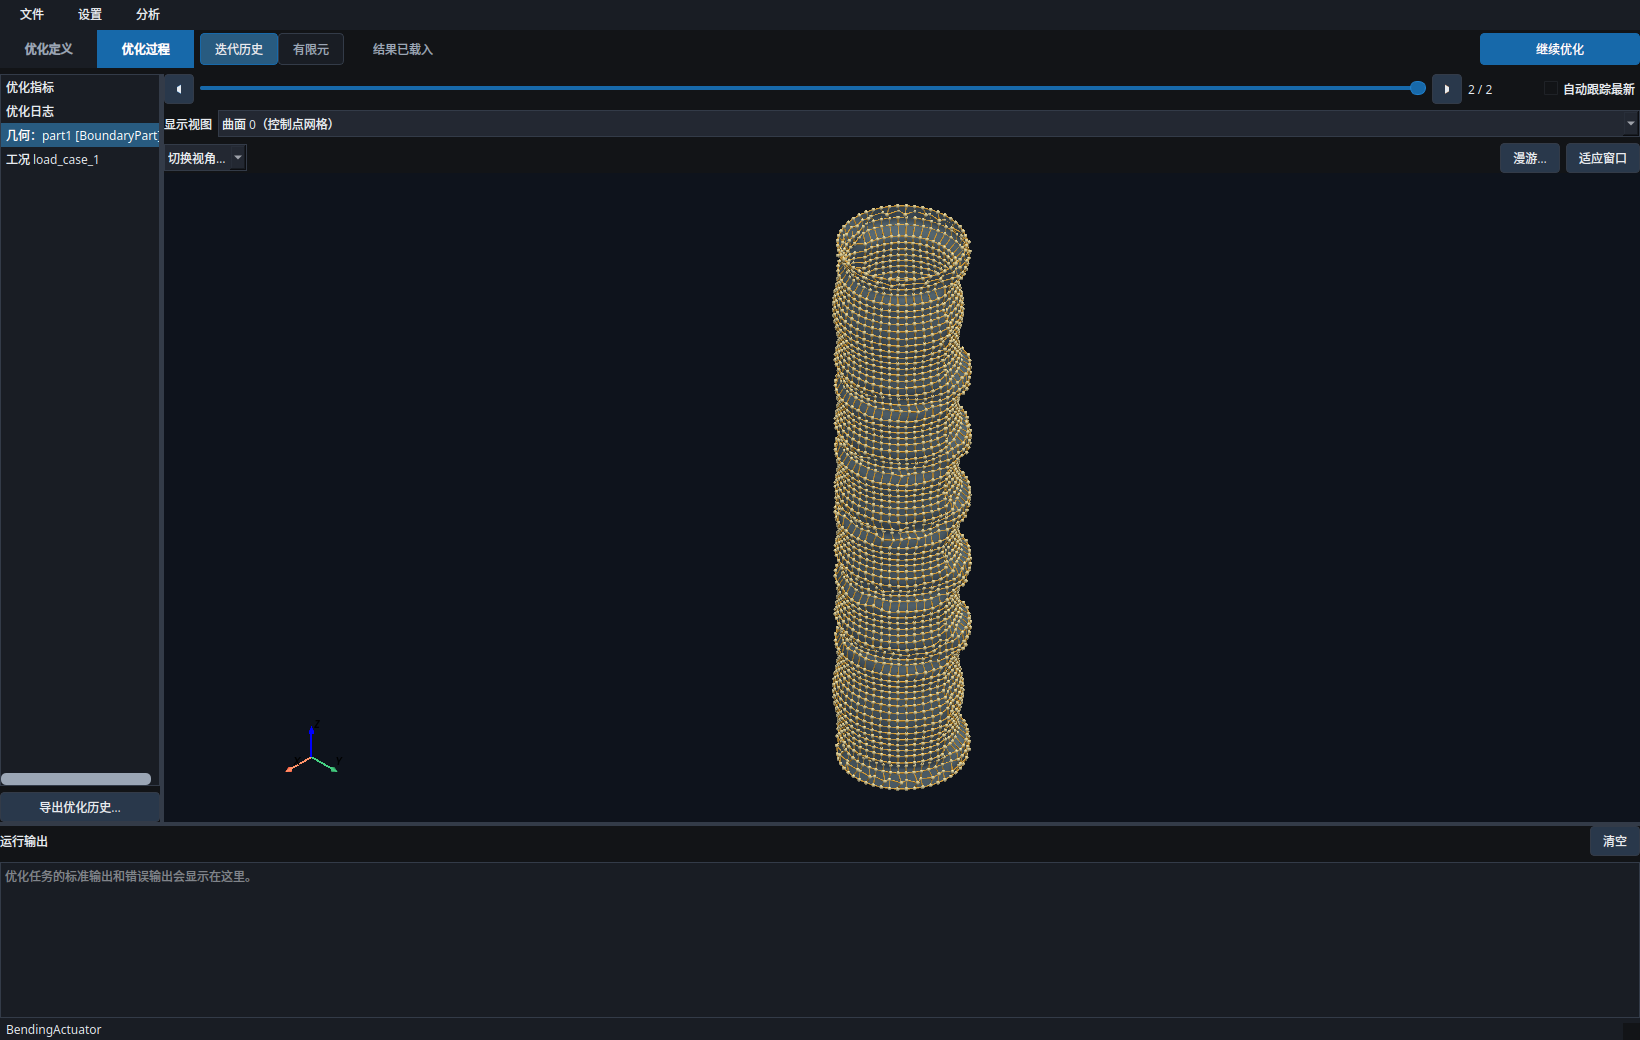 文件 设置 分析
优化定义 优化过程 迭代历史 有限元 结果已载入 继续优化
优化指标
2 / 2 自动跟踪最新
优化日志
显示视图 曲面 0（控制点网格）
几何：part1 [BoundaryPart]
工况 load_case_1
切换视角... 漫游... 适应窗口
Z
Y
导出优化历史...
运行输出 清空
优化任务的标准输出和错误输出会显示在这里。
BendingActuator